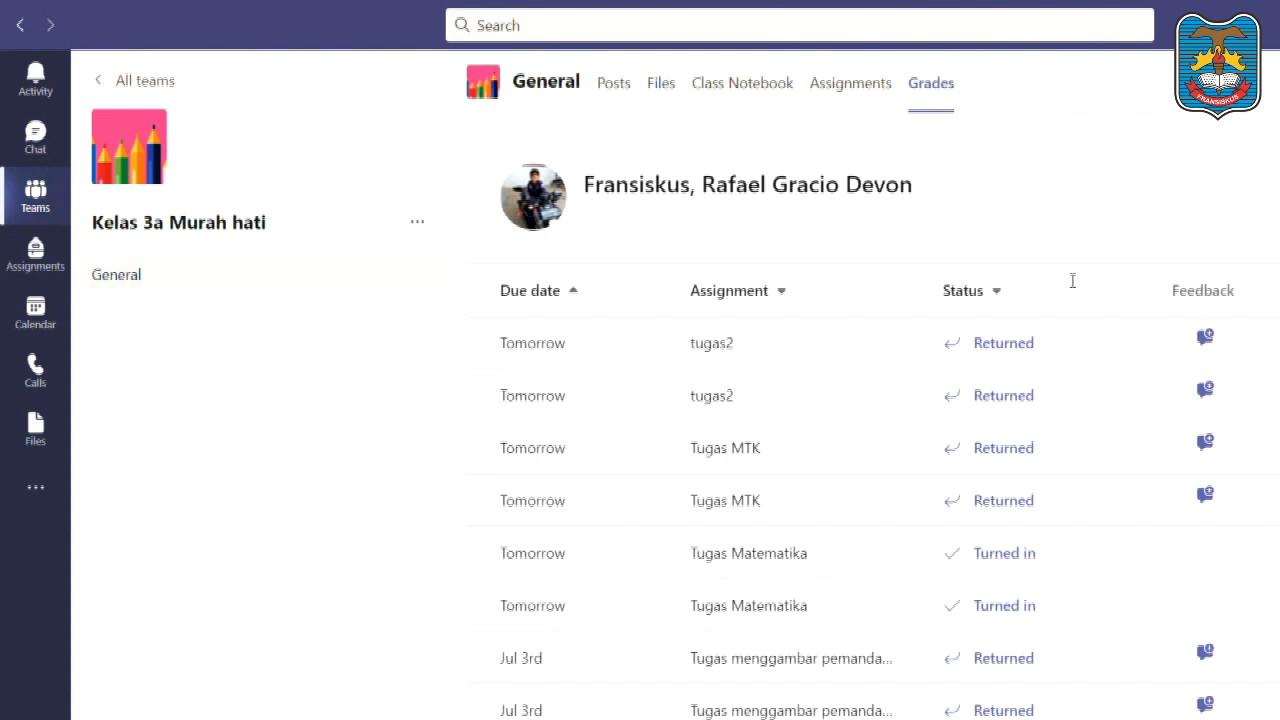 Search
FRANSISKUS
Activity
Chat
Teams
Assignments
Calendar
Calls
Files
All teams
Kelas 3a Murah hati
General
General Posts Files Class Notebook Assignments Grades
Fransiskus, Rafael Gracio Devon
Due date Assignment Status Feedback
Tomorrow tugas2 Returned
Tomorrow tugas2 Returned
Tomorrow Tugas MTK Returned
Tomorrow Tugas MTK Returned
Tomorrow Tugas Matematika Turned in
Tomorrow Tugas Matematika Turned in
Jul 3rd Tugas menggambar pemanda... Returned
Jul 3rd Tugas menggambar pemanda... Returned